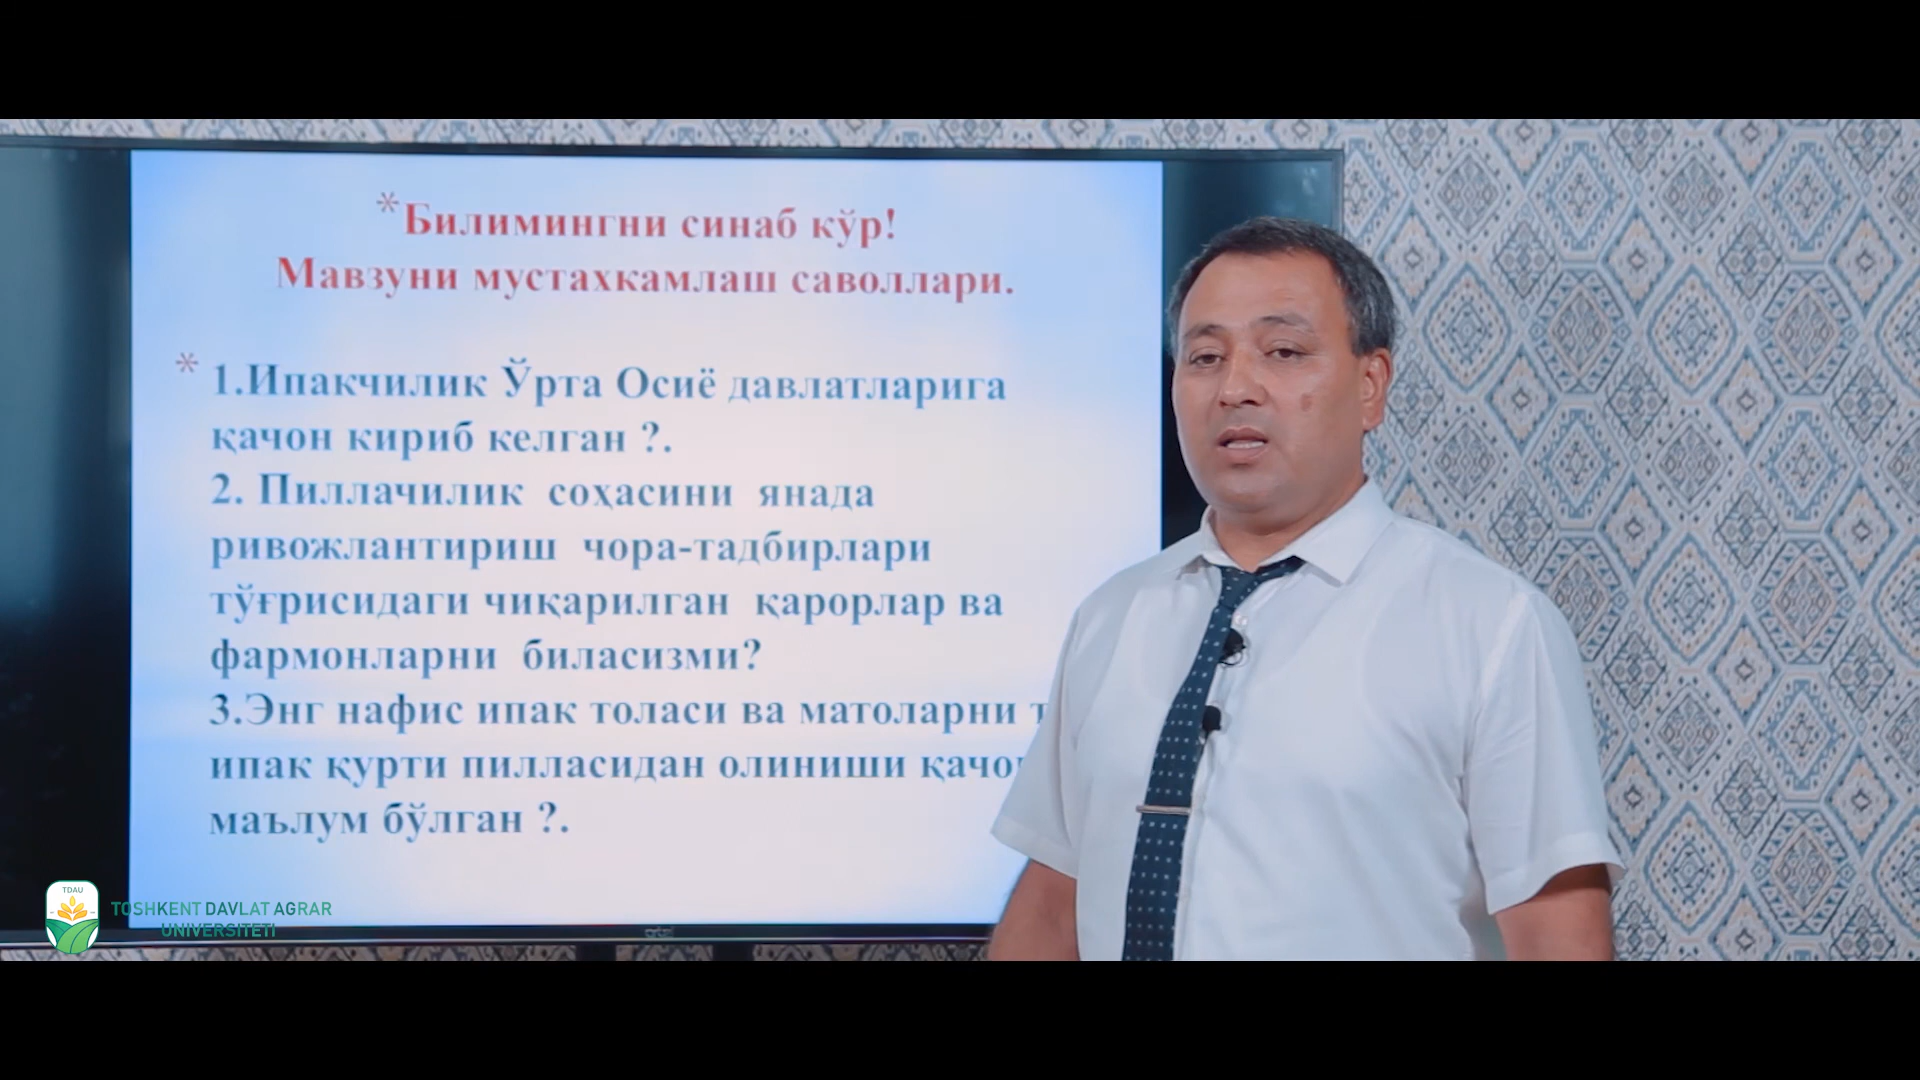 *Билимингни синаб кўр!
Мавзуни мустахкамлаш саволлари.
* 1.Ипакчилик Ўрта Осиё давлатларига
қачон кириб келган ?.
2. Пиллачилик соҳасини янада
ривожлантириш чора-тадбирлари
тўғрисидаги чиқарилган қарорлар ва
фармонларни биласизми?
3.Энг нафис ипак толаси ва матоларни
ипак қурти пилласидан олиниши
маълум бўлган ?.
TDAU
TOSHKENT DAVLAT AGRAR
UNIVERSITETI
artel